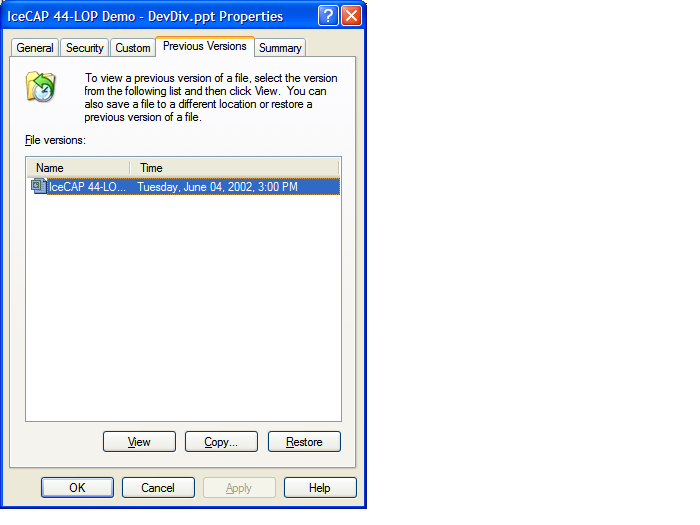 IceCAP 44-LOP Demo - DevDiv.ppt Properties
General Security Custom Previous Versions Summary
To view a previous version of a file, select the version
from the following list and then click View. You can
also save a file to a different location or restore a
previous version of a file.
File versions:
Name Time
IceCAP 44-LO... Tuesday, June 04, 2002, 3:00 PM
View Copy... Restore
OK Cancel Apply Help